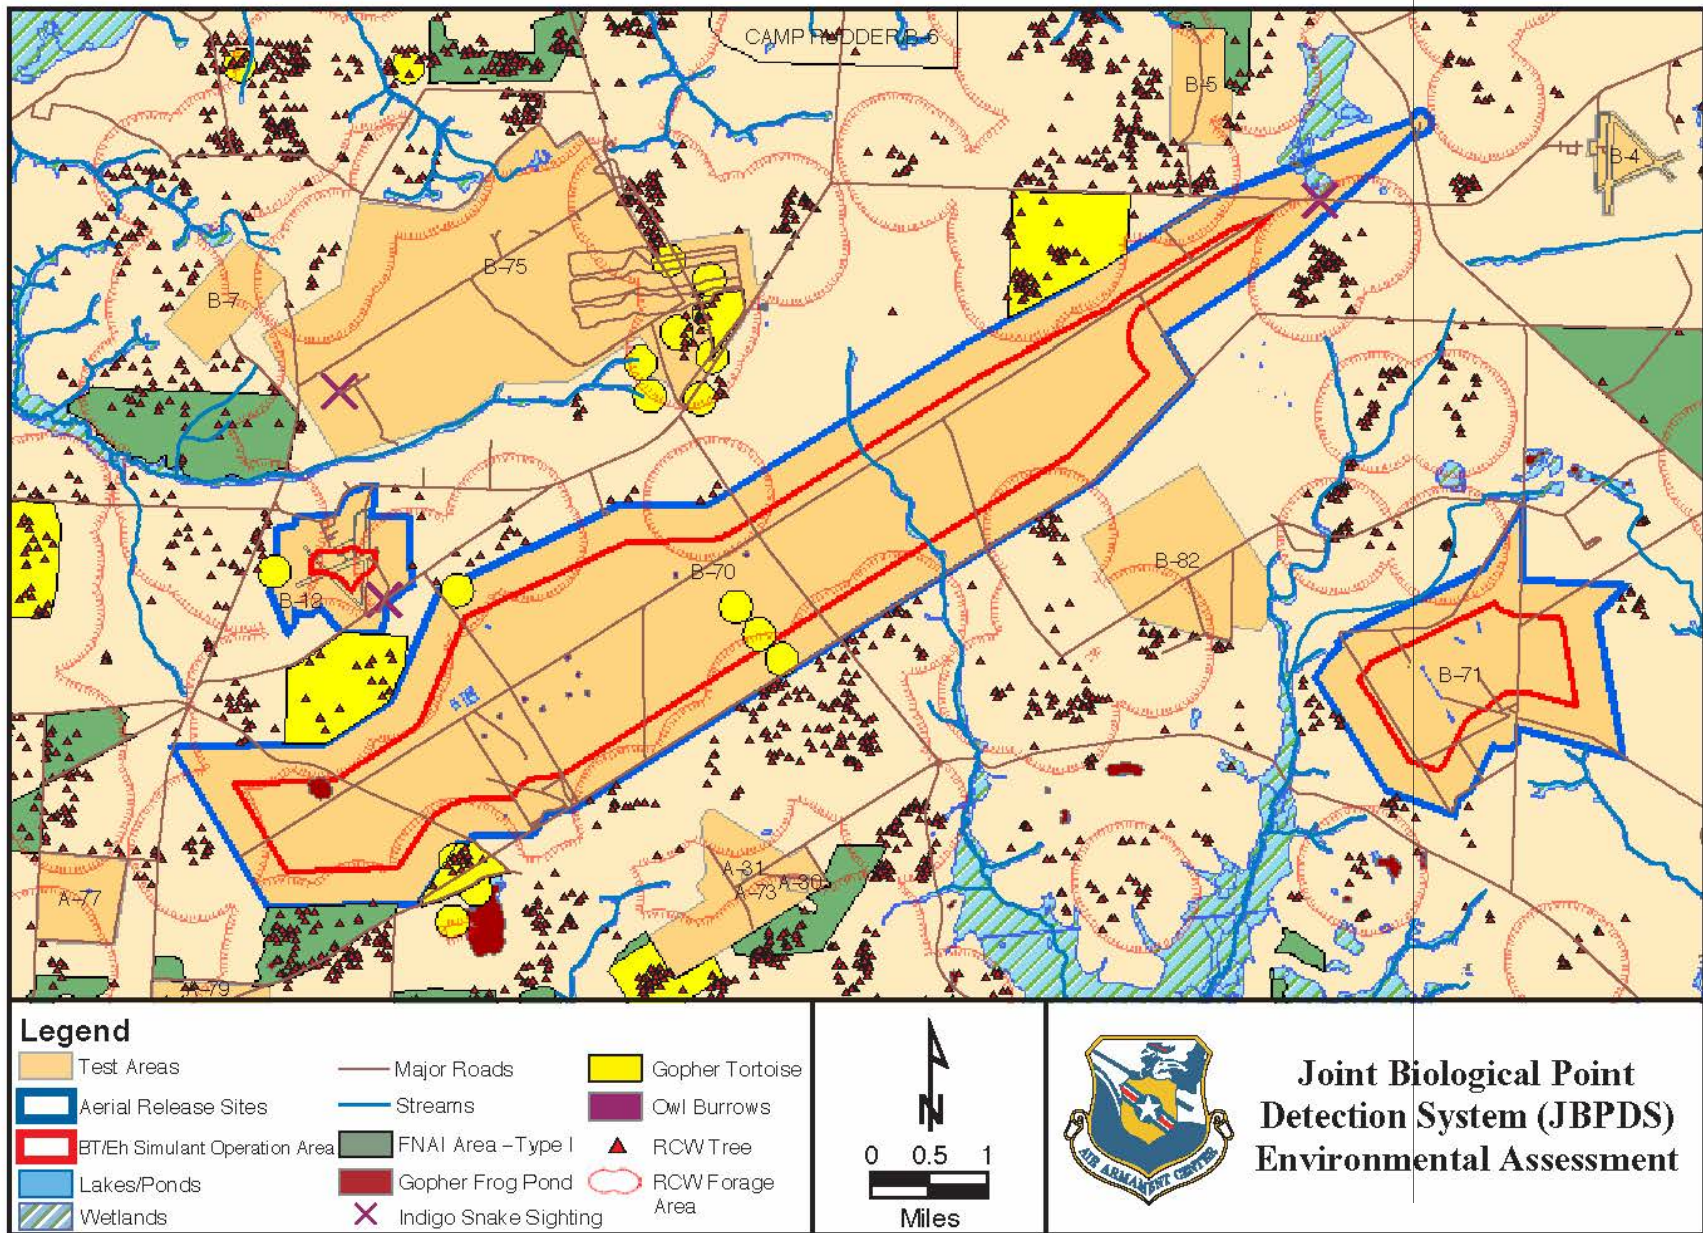 CAMP RUDDER/B-6
B-5
B-4
B-75
B-7
B-70
B-12
B-82
B-71
A-31
A-73
A-30
A-77
A-79
Legend
Test Areas
Aerial Release Sites
BT/Eh Simulant Operation Area
Lakes/Ponds
Wetlands
Major Roads
Streams
FNAI Area - Type I
Gopher Frog Pond
Indigo Snake Sighting
Gopher Tortoise
Owl Burrows
RCW Tree
RCW Forage
Area
N
0 0.5 1
Miles
AIR ARMAMENT CENTER
Joint Biological Point
Detection System (JBPDS)
Environmental Assessment